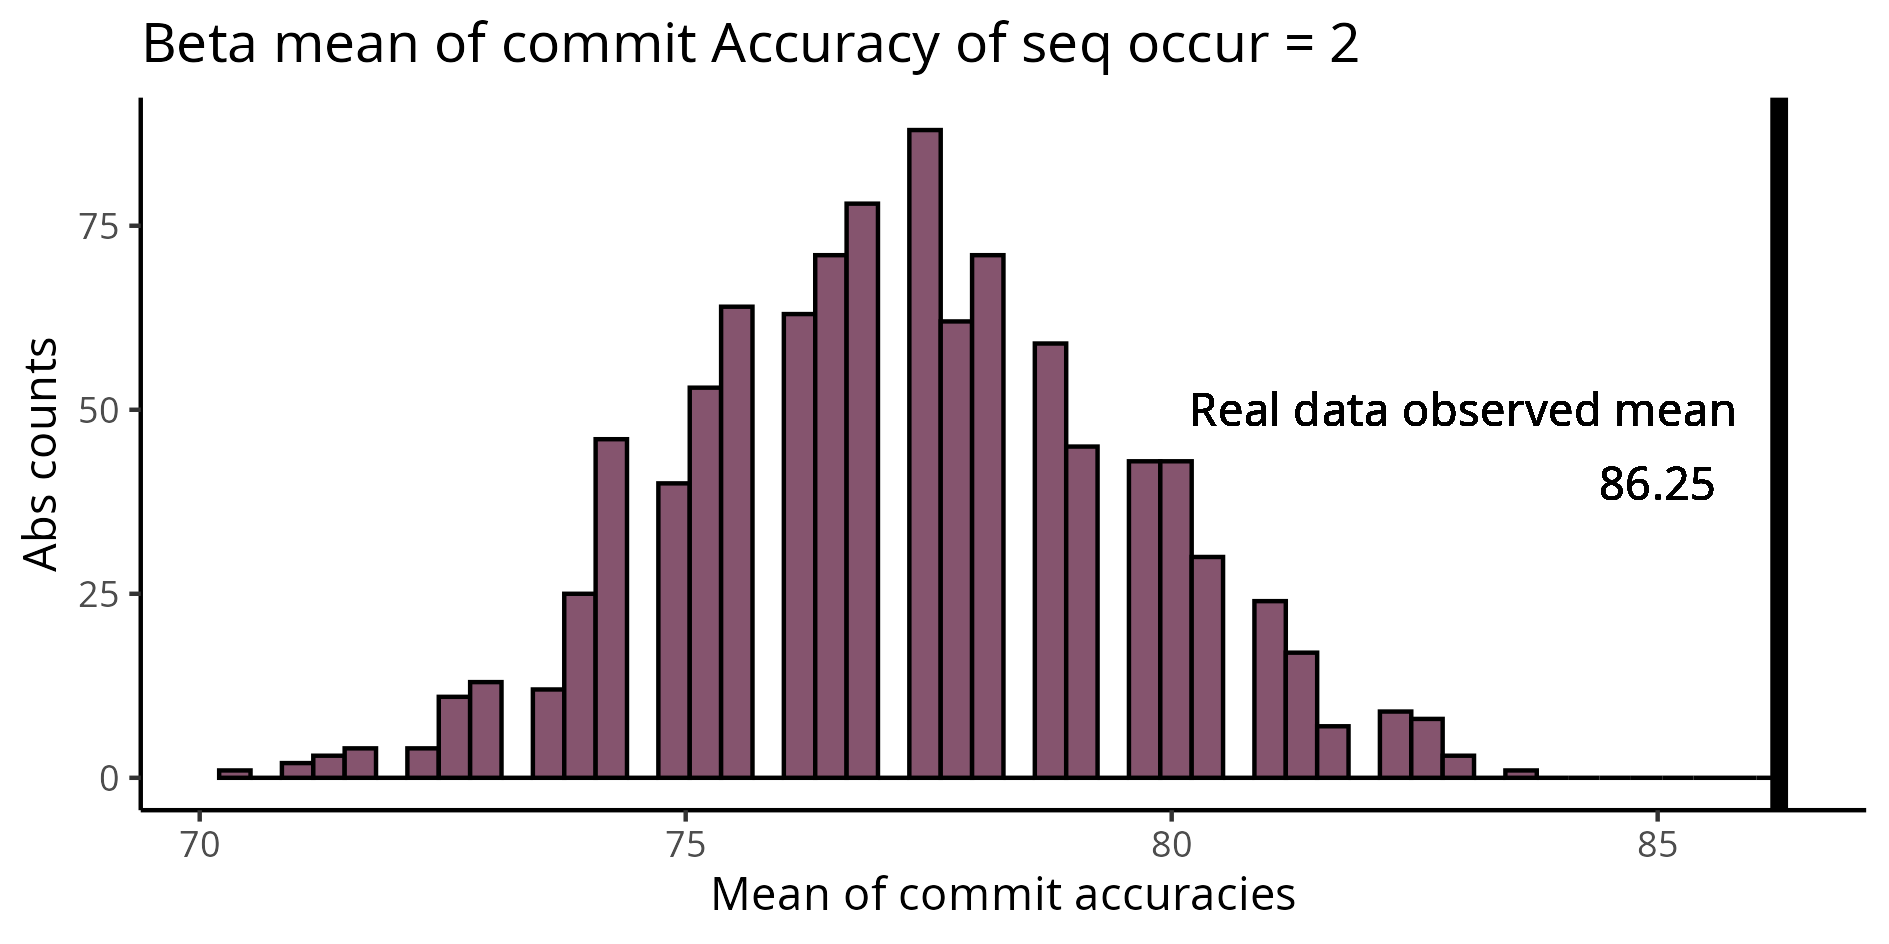 Beta mean of commit Accuracy of seq occur = 2
Abs counts
75
50
25
0
Real data observed mean
86.25
70 75 80 85
Mean of commit accuracies